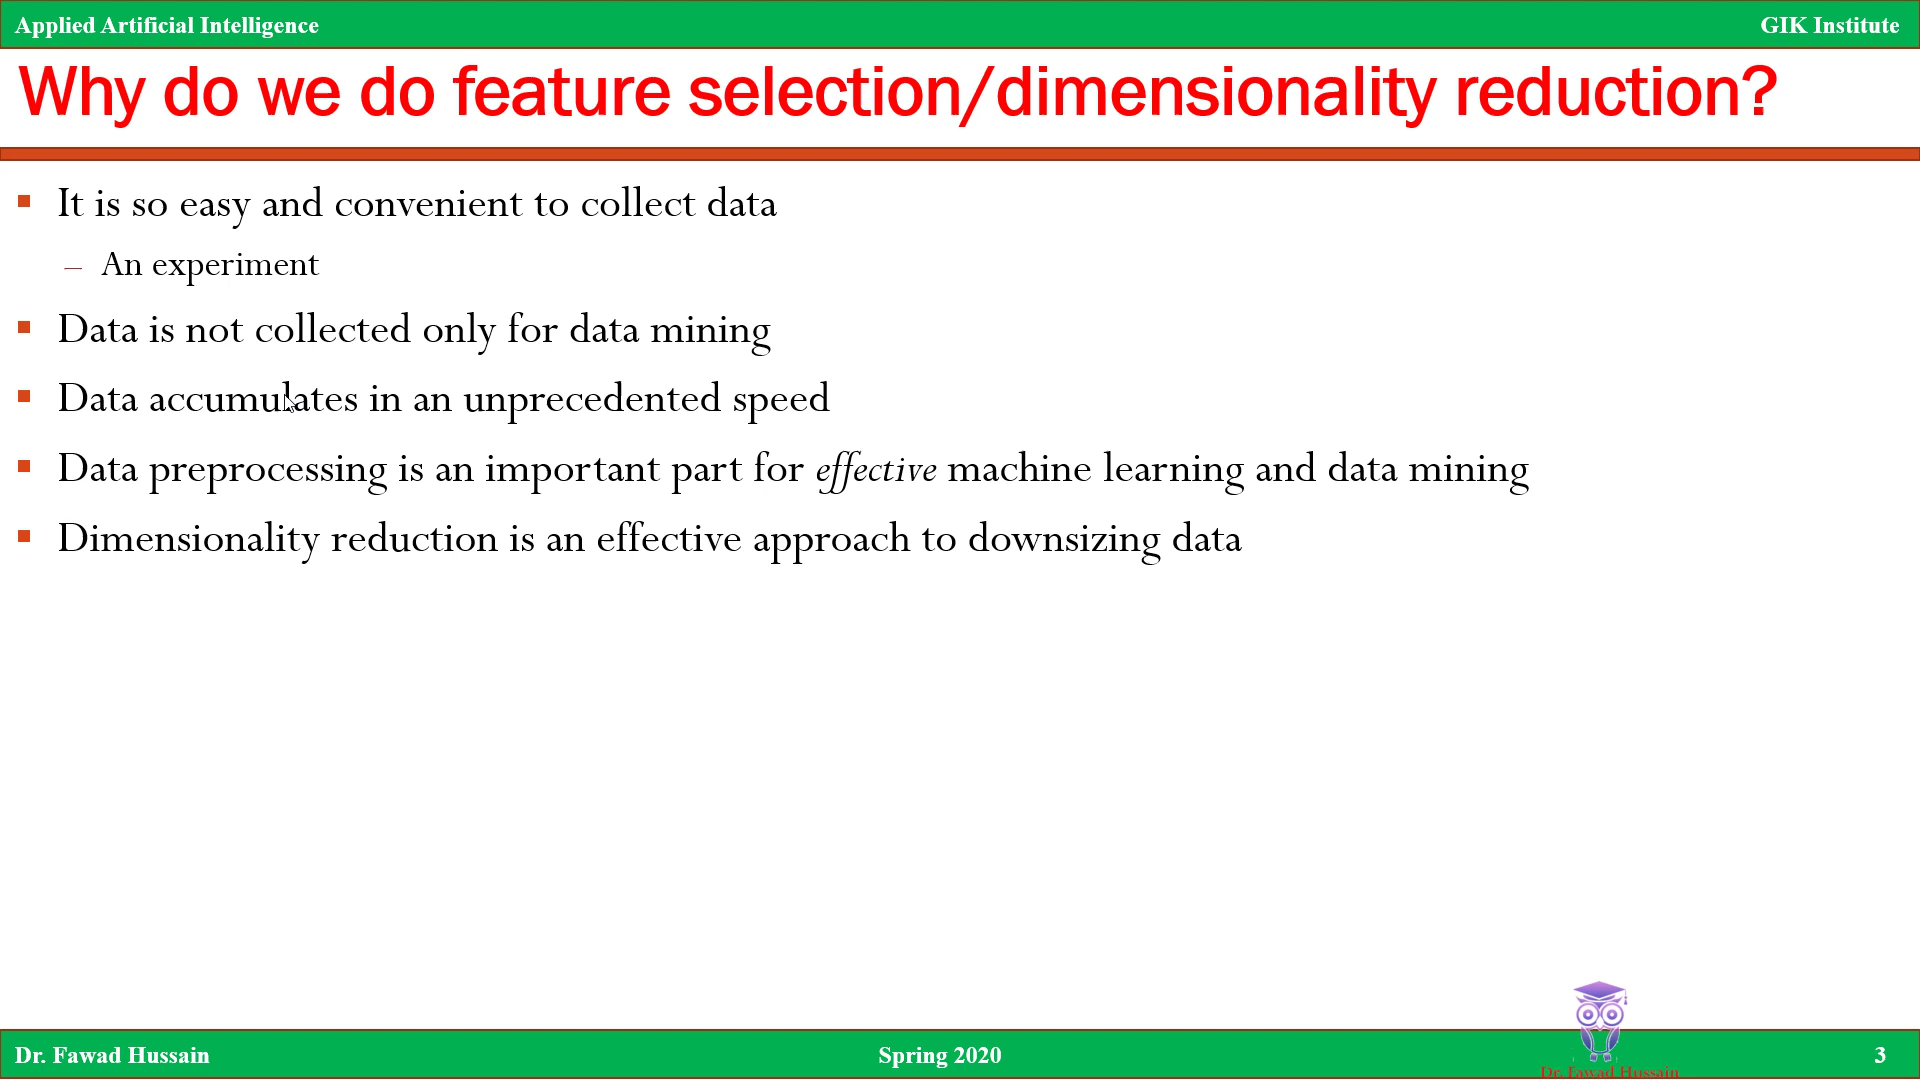 Applied Artificial Intelligence
GIK Institute
Why do we do feature selection/dimensionality reduction?
It is so easy and convenient to collect data
– An experiment
Data is not collected only for data mining
Data accumulates in an unprecedented speed
Data preprocessing is an important part for effective machine learning and data mining
Dimensionality reduction is an effective approach to downsizing data
Dr. Fawad Hussain
Spring 2020
Dr. Fawad Hussain
3